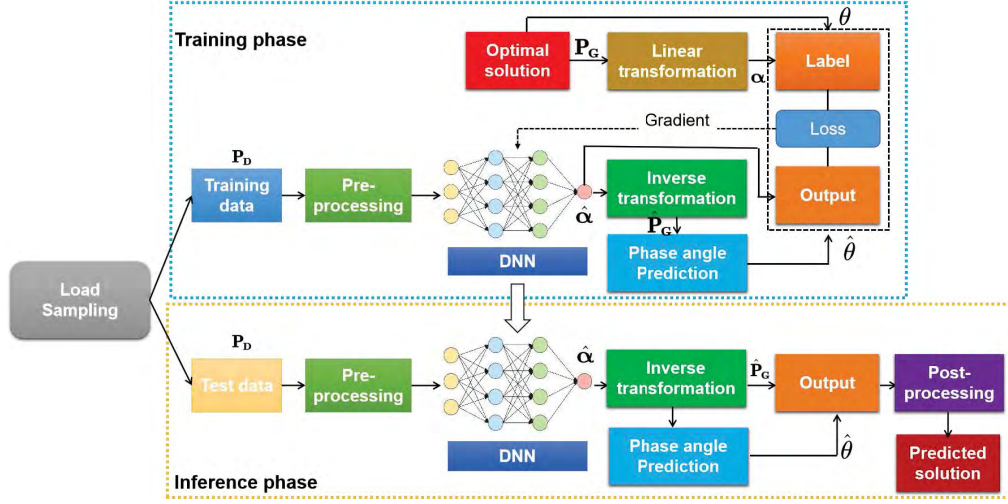 Training phase
Optimal
solution
P_G
Linear
transformation
α
θ
Label
Loss
Gradient
P_D
Training
data
Pre-
processing
α̂
DNN
Inverse
transformation
P̂_G
Phase angle
Prediction
Output
θ̂
Load
Sampling
P_D
Test data
Pre-
processing
α̂
DNN
Inverse
transformation
P̂_G
Phase angle
Prediction
Output
θ̂
Post-
processing
Predicted
solution
Inference phase